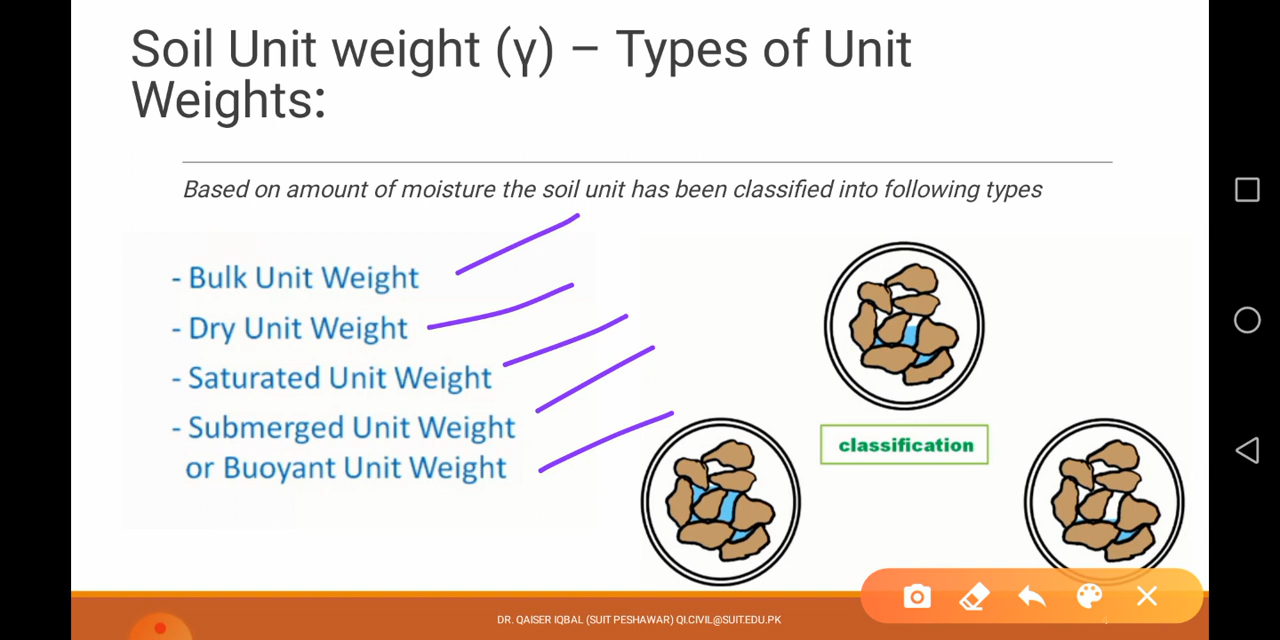 Soil Unit weight (γ) – Types of Unit
Weights:
Based on amount of moisture the soil unit has been classified into following types
- Bulk Unit Weight
- Dry Unit Weight
- Saturated Unit Weight
- Submerged Unit Weight
or Buoyant Unit Weight
classification
DR. QAISER IQBAL (SUIT PESHAWAR) QI.CIVIL@SUIT.EDU.PK